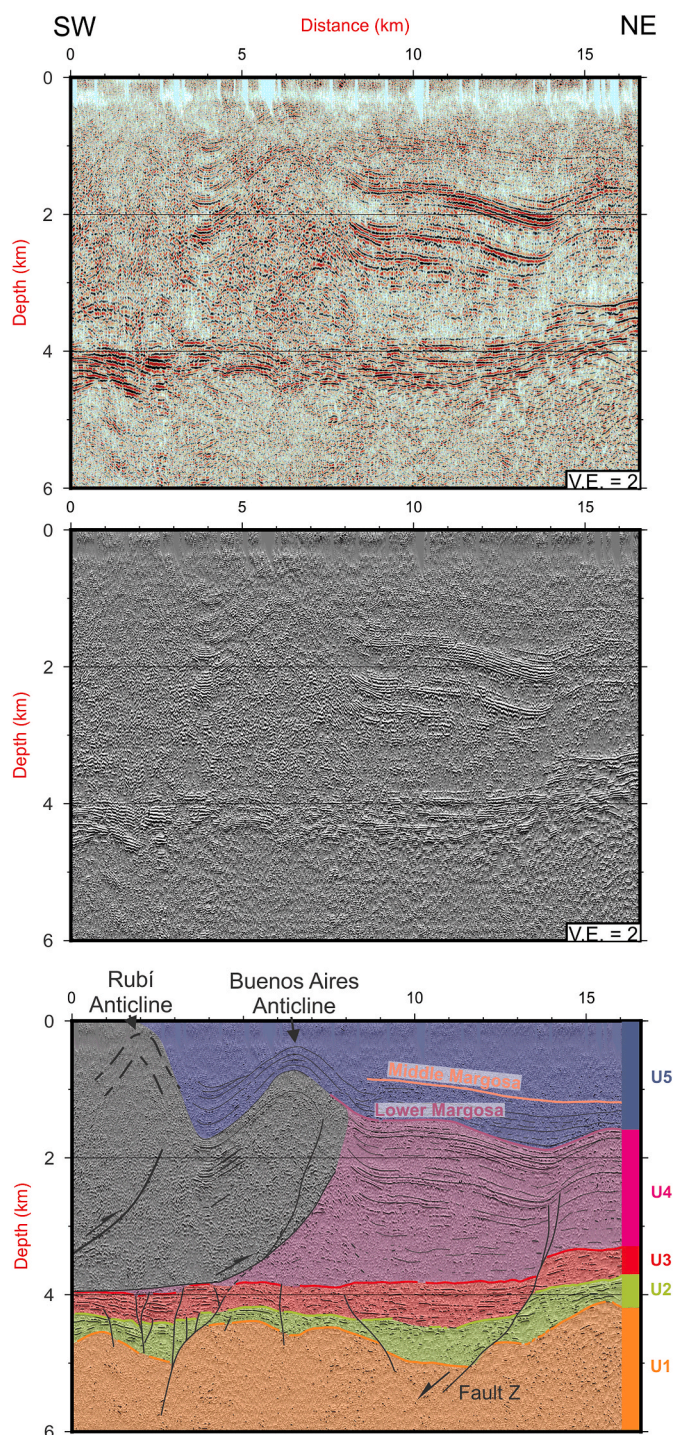 SW Distance (km) NE
0 5 10 15
0
2
Depth (km)
4
6
V.E. = 2
0 5 10 15
0
2
Depth (km)
4
6
V.E. = 2
Rubí
Anticline
Buenos Aires
Anticline
0 10 15
0
Middle Margosa
U5
Lower Margosa
2
U4
Depth (km)
U3
4
U2
U1
Fault Z
6